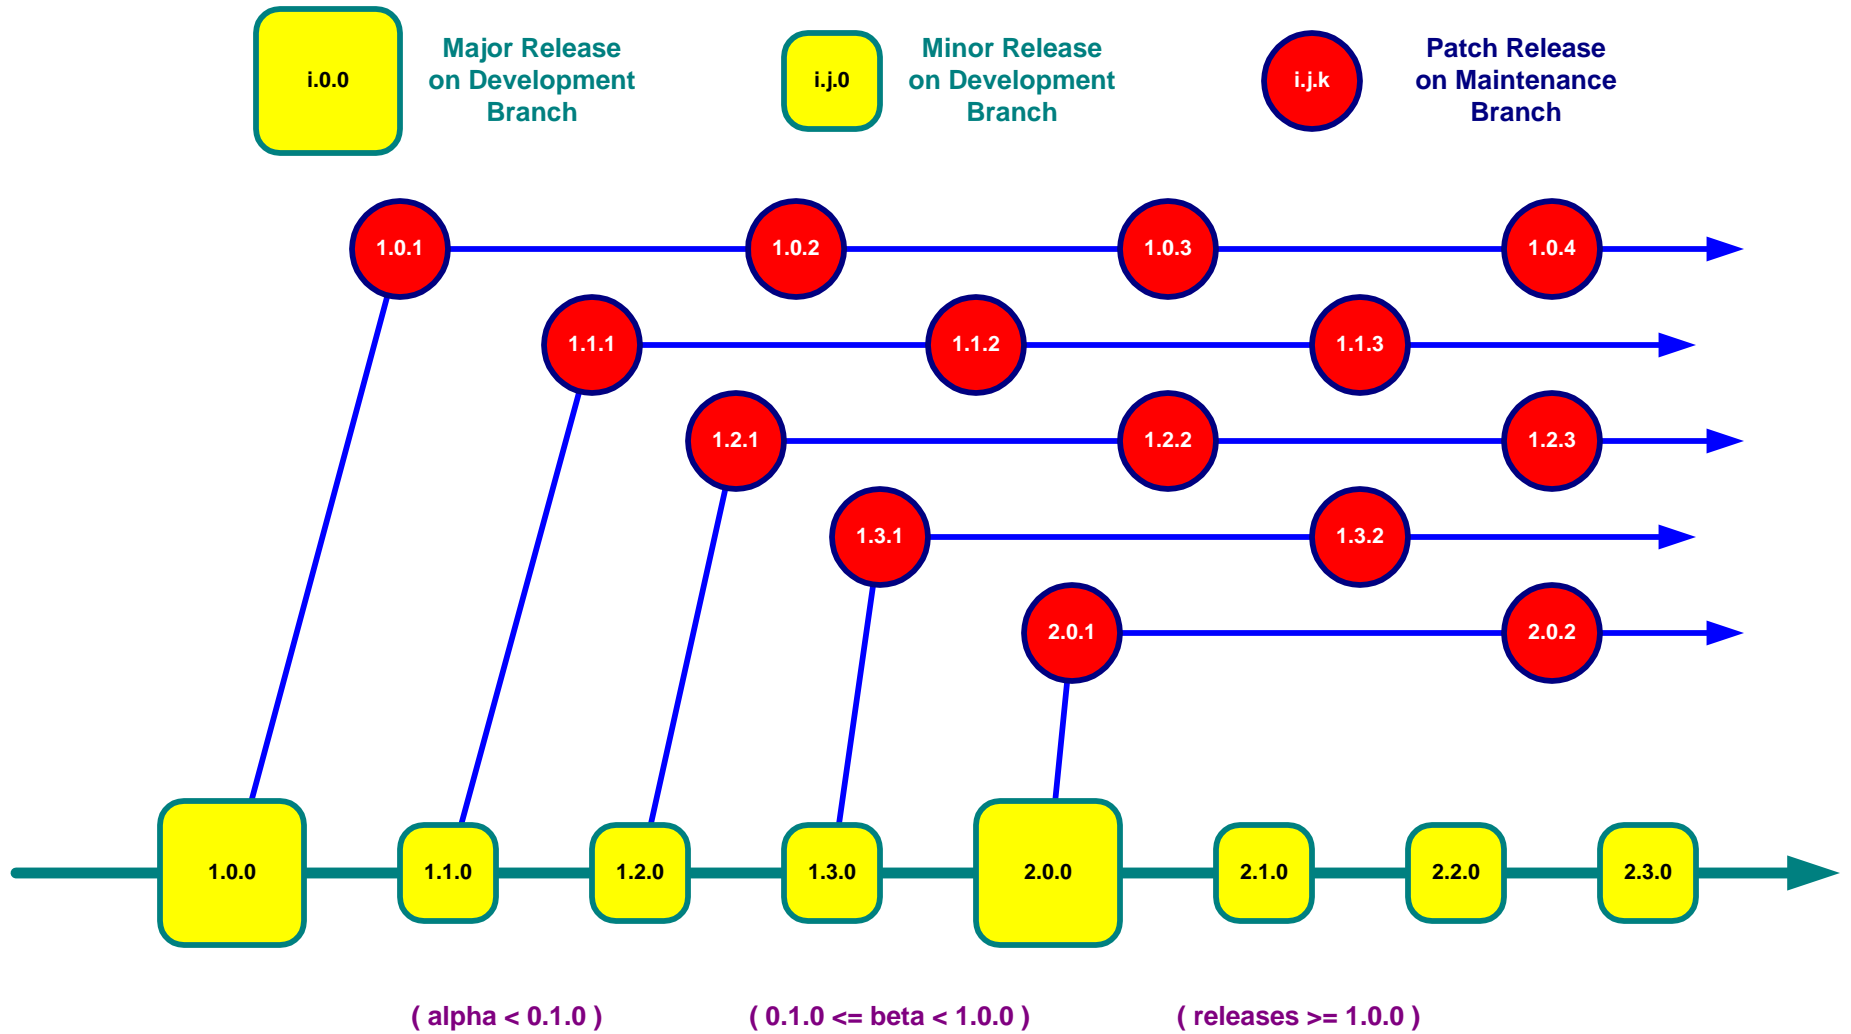 i.0.0
Major Release
on Development
Branch
i.j.0
Minor Release
on Development
Branch
i.j.k
Patch Release
on Maintenance
Branch
1.0.1 1.0.2 1.0.3 1.0.4
1.1.1 1.1.2 1.1.3
1.2.1 1.2.2 1.2.3
1.3.1 1.3.2
2.0.1 2.0.2
1.0.0 1.1.0 1.2.0 1.3.0 2.0.0 2.1.0 2.2.0 2.3.0
( alpha < 0.1.0 ) ( 0.1.0 <= beta < 1.0.0 ) ( releases >= 1.0.0 )